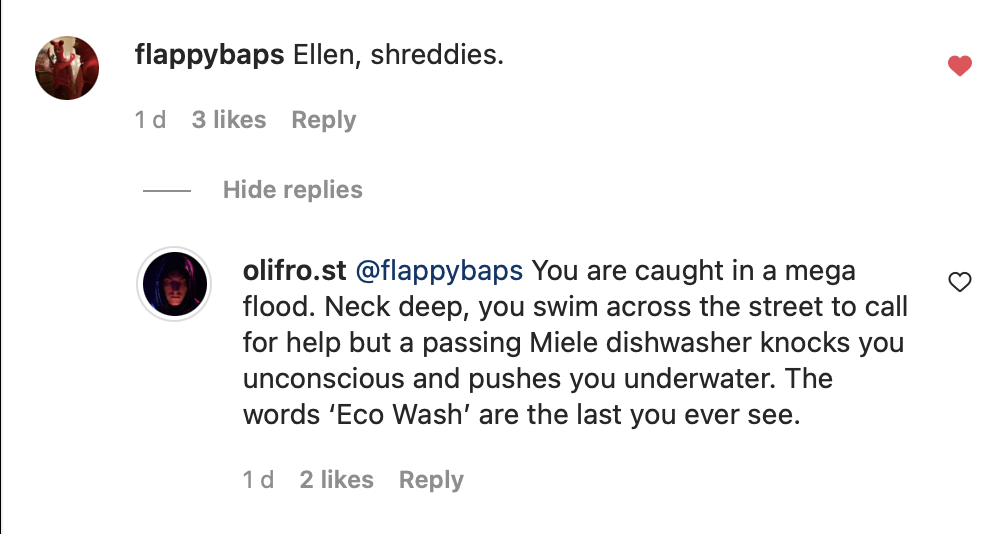 flappybaps Ellen, shreddies.
1 d 3 likes Reply
Hide replies
olifro.st @flappybaps You are caught in a mega
flood. Neck deep, you swim across the street to call
for help but a passing Miele dishwasher knocks you
unconscious and pushes you underwater. The
words ‘Eco Wash’ are the last you ever see.
1 d 2 likes Reply